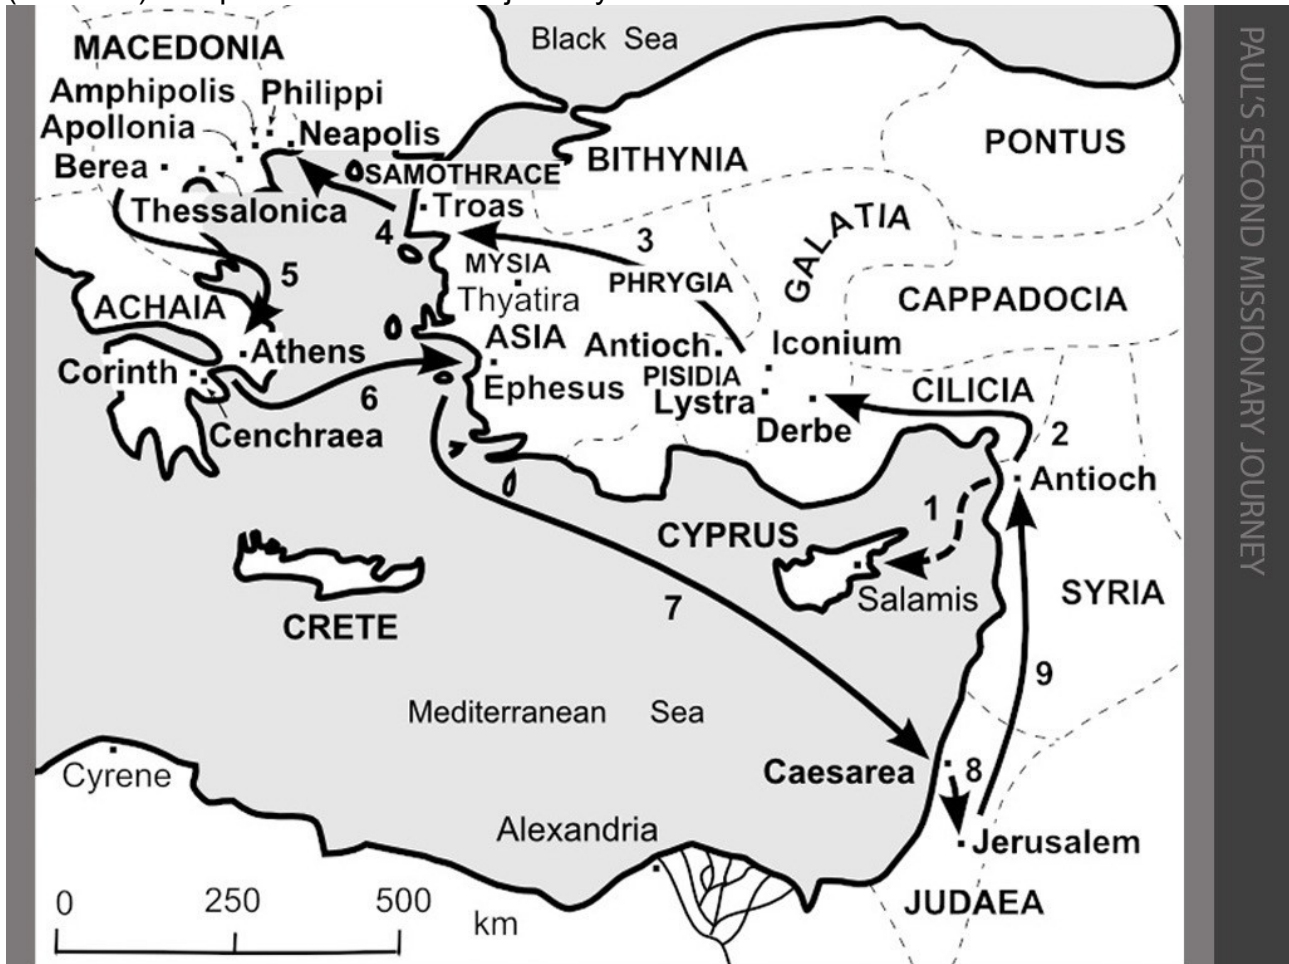 Black Sea
MACEDONIA
Amphipolis
Philippi
Apollonia
Neapolis
Berea
SAMOTHRACE
BITHYNIA
PONTUS
Thessalonica
Troas
4
3
GALATIA
5
MYSIA
Thyatira
PHRYGIA
CAPPADOCIA
ACHAIA
ASIA
Antioch
Iconium
Athens
Corinth
6
Ephesus
PISIDIA
Lystra
CILICIA
Derbe
2
Cenchraea
Antioch
1
CYPRUS
Salamis
SYRIA
CRETE
7
9
Mediterranean Sea
Cyrene
Caesarea
8
Alexandria
Jerusalem
JUDAEA
0 250 500
km
PAUL'S SECOND MISSIONARY JOURNEY